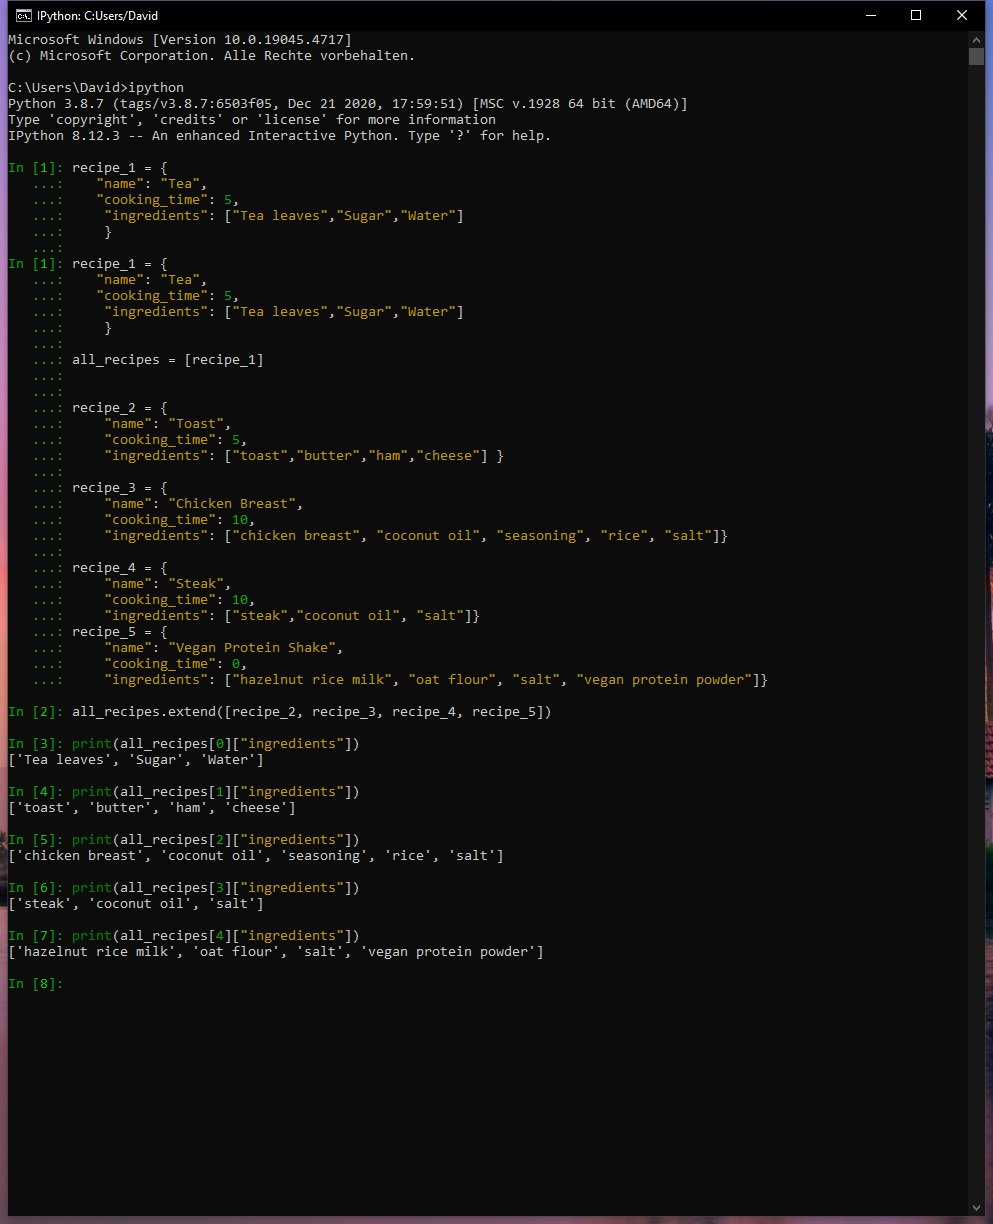 IPython: C:Users/David
Microsoft Windows [Version 10.0.19045.4717]
(c) Microsoft Corporation. Alle Rechte vorbehalten.

C:\Users\David>ipython
Python 3.8.7 (tags/v3.8.7:6503f05, Dec 21 2020, 17:59:51) [MSC v.1928 64 bit (AMD64)]
Type 'copyright', 'credits' or 'license' for more information
IPython 8.12.3 -- An enhanced Interactive Python. Type '?' for help.

In [1]: recipe_1 = {
   ...:    "name": "Tea",
   ...:    "cooking_time": 5,
   ...:     "ingredients": ["Tea leaves","Sugar","Water"]
   ...:     }
   ...:
In [1]: recipe_1 = {
   ...:    "name": "Tea",
   ...:    "cooking_time": 5,
   ...:     "ingredients": ["Tea leaves","Sugar","Water"]
   ...:     }
   ...:
   ...: all_recipes = [recipe_1]
   ...:
   ...:
   ...: recipe_2 = {
   ...:     "name": "Toast",
   ...:     "cooking_time": 5,
   ...:     "ingredients": ["toast","butter","ham","cheese"] }
   ...:
   ...: recipe_3 = {
   ...:     "name": "Chicken Breast",
   ...:     "cooking_time": 10,
   ...:     "ingredients": ["chicken breast", "coconut oil", "seasoning", "rice", "salt"]}
   ...:
   ...: recipe_4 = {
   ...:     "name": "Steak",
   ...:     "cooking_time": 10,
   ...:     "ingredients": ["steak","coconut oil", "salt"]}
   ...: recipe_5 = {
   ...:     "name": "Vegan Protein Shake",
   ...:     "cooking_time": 0,
   ...:     "ingredients": ["hazelnut rice milk", "oat flour", "salt", "vegan protein powder"]}

In [2]: all_recipes.extend([recipe_2, recipe_3, recipe_4, recipe_5])

In [3]: print(all_recipes[0]["ingredients"])
['Tea leaves', 'Sugar', 'Water']

In [4]: print(all_recipes[1]["ingredients"])
['toast', 'butter', 'ham', 'cheese']

In [5]: print(all_recipes[2]["ingredients"])
['chicken breast', 'coconut oil', 'seasoning', 'rice', 'salt']

In [6]: print(all_recipes[3]["ingredients"])
['steak', 'coconut oil', 'salt']

In [7]: print(all_recipes[4]["ingredients"])
['hazelnut rice milk', 'oat flour', 'salt', 'vegan protein powder']

In [8]: